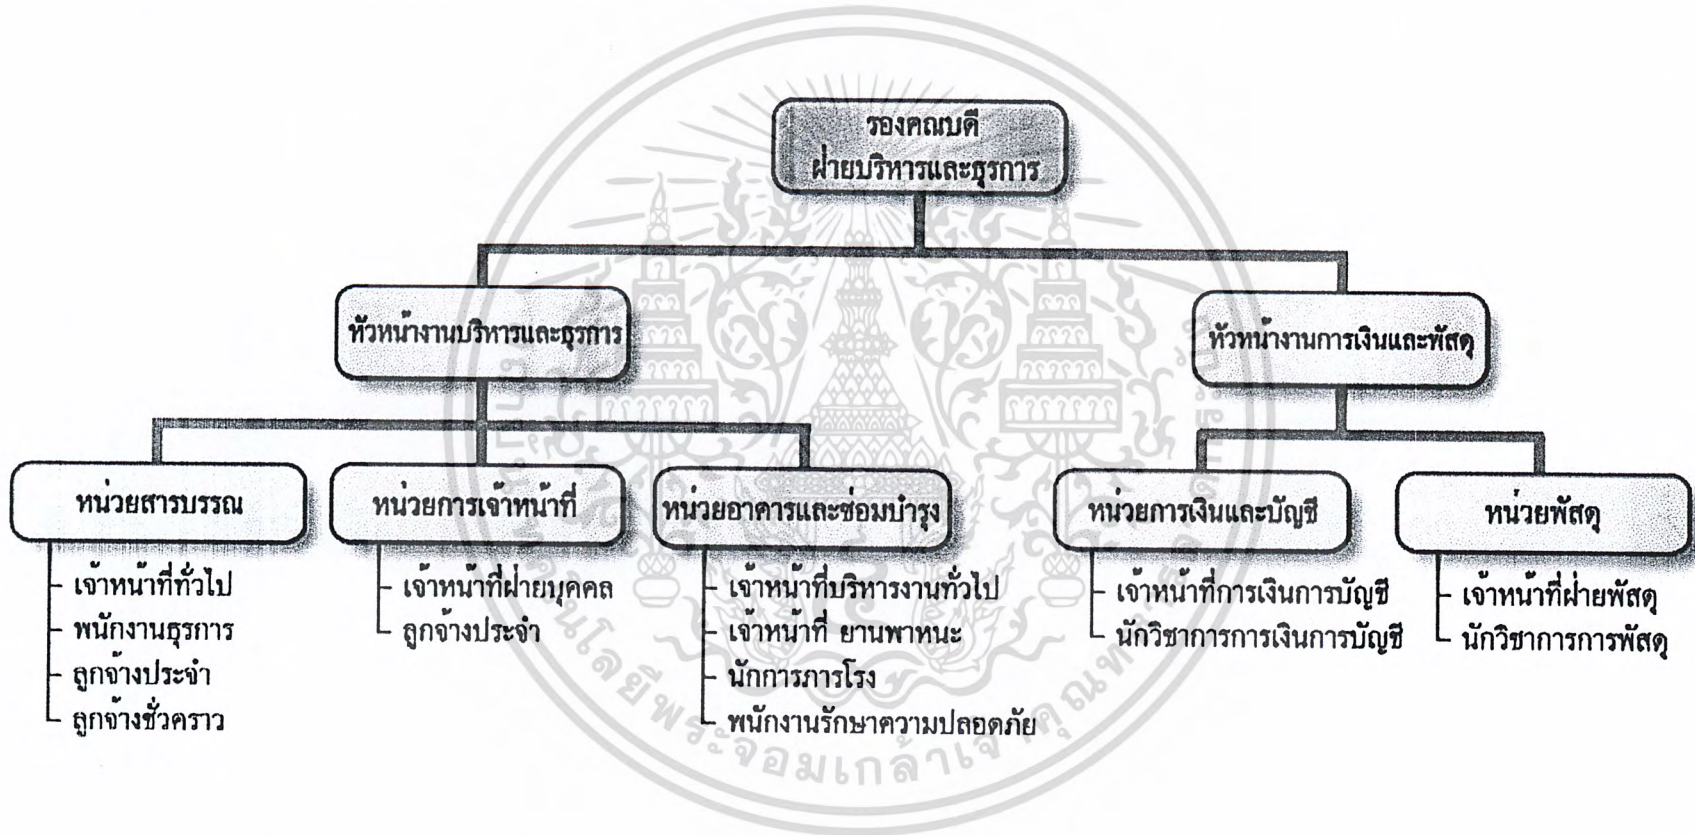 รองคณบดี
ฝ่ายบริหารและธุรการ
หัวหน้างานบริหารและธุรการ
หัวหน้างานการเงินและพัสดุ
หน่วยสารบรรณ
หน่วยการเจ้าหน้าที่
หน่วยอาคารและซ่อมบำรุง
หน่วยการเงินและบัญชี
หน่วยพัสดุ
- เจ้าหน้าที่ทั่วไป
- พนักงานธุรการ
- ลูกจ้างประจำ
- ลูกจ้างชั่วคราว
- เจ้าหน้าที่ฝ่ายบุคคล
- ลูกจ้างประจำ
- เจ้าหน้าที่บริหารงานทั่วไป
- เจ้าหน้าที่ ยานพาหนะ
- นักการภารโรง
- พนักงานรักษาความปลอดภัย
- เจ้าหน้าที่การเงินการบัญชี
- นักวิชาการการเงินการบัญชี
- เจ้าหน้าที่ฝ่ายพัสดุ
- นักวิชาการการพัสดุ